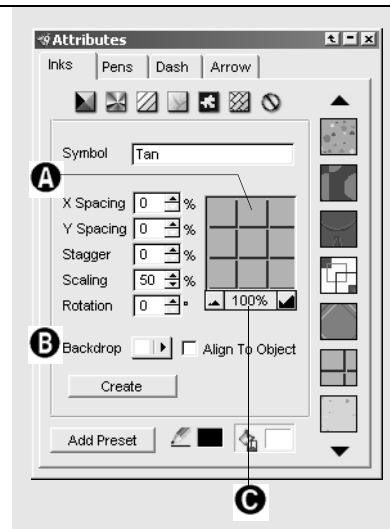 Attributes
Inks Pens Dash Arrow
Symbol Tan
A
X Spacing 0 %
Y Spacing 0 %
Stagger 0 %
Scaling 50 %
Rotation 0 °
100%
B
Backdrop Align To Object
Create
Add Preset
C